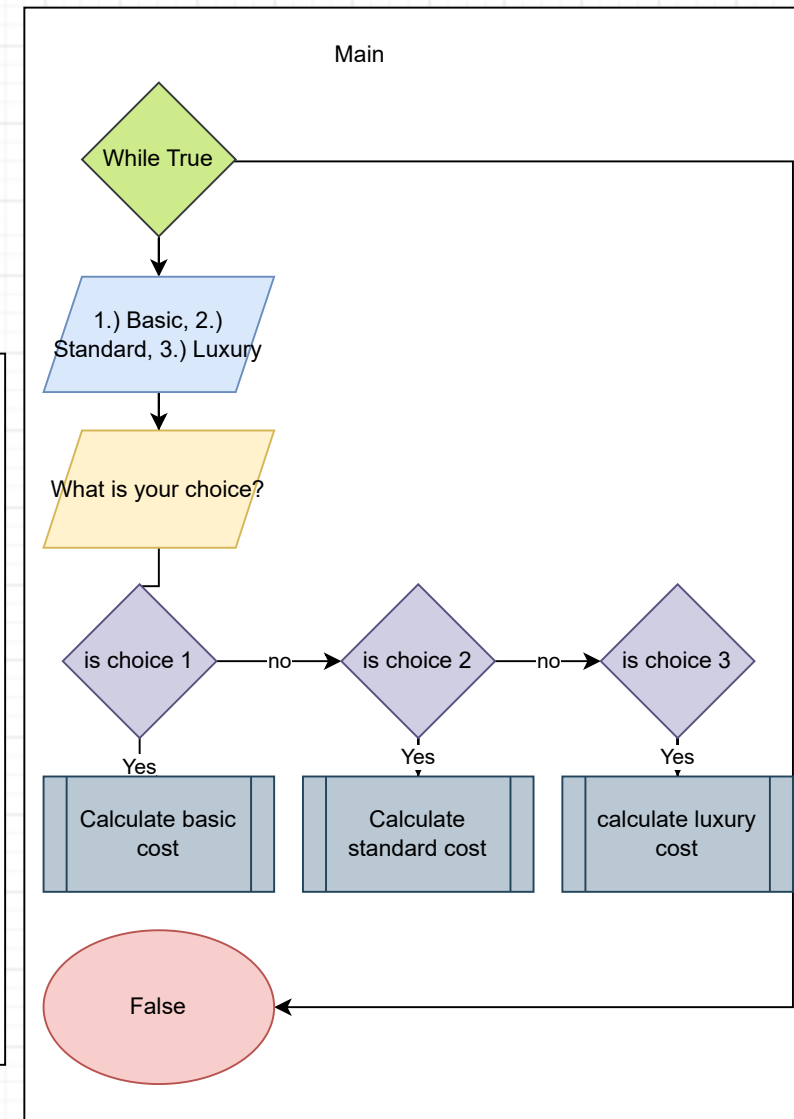 Main
While True
1.) Basic, 2.)
Standard, 3.) Luxury
What is your choice?
is choice 1
no
is choice 2
no
is choice 3
Yes
Yes
Yes
Calculate basic
cost
Calculate
standard cost
calculate luxury
cost
False